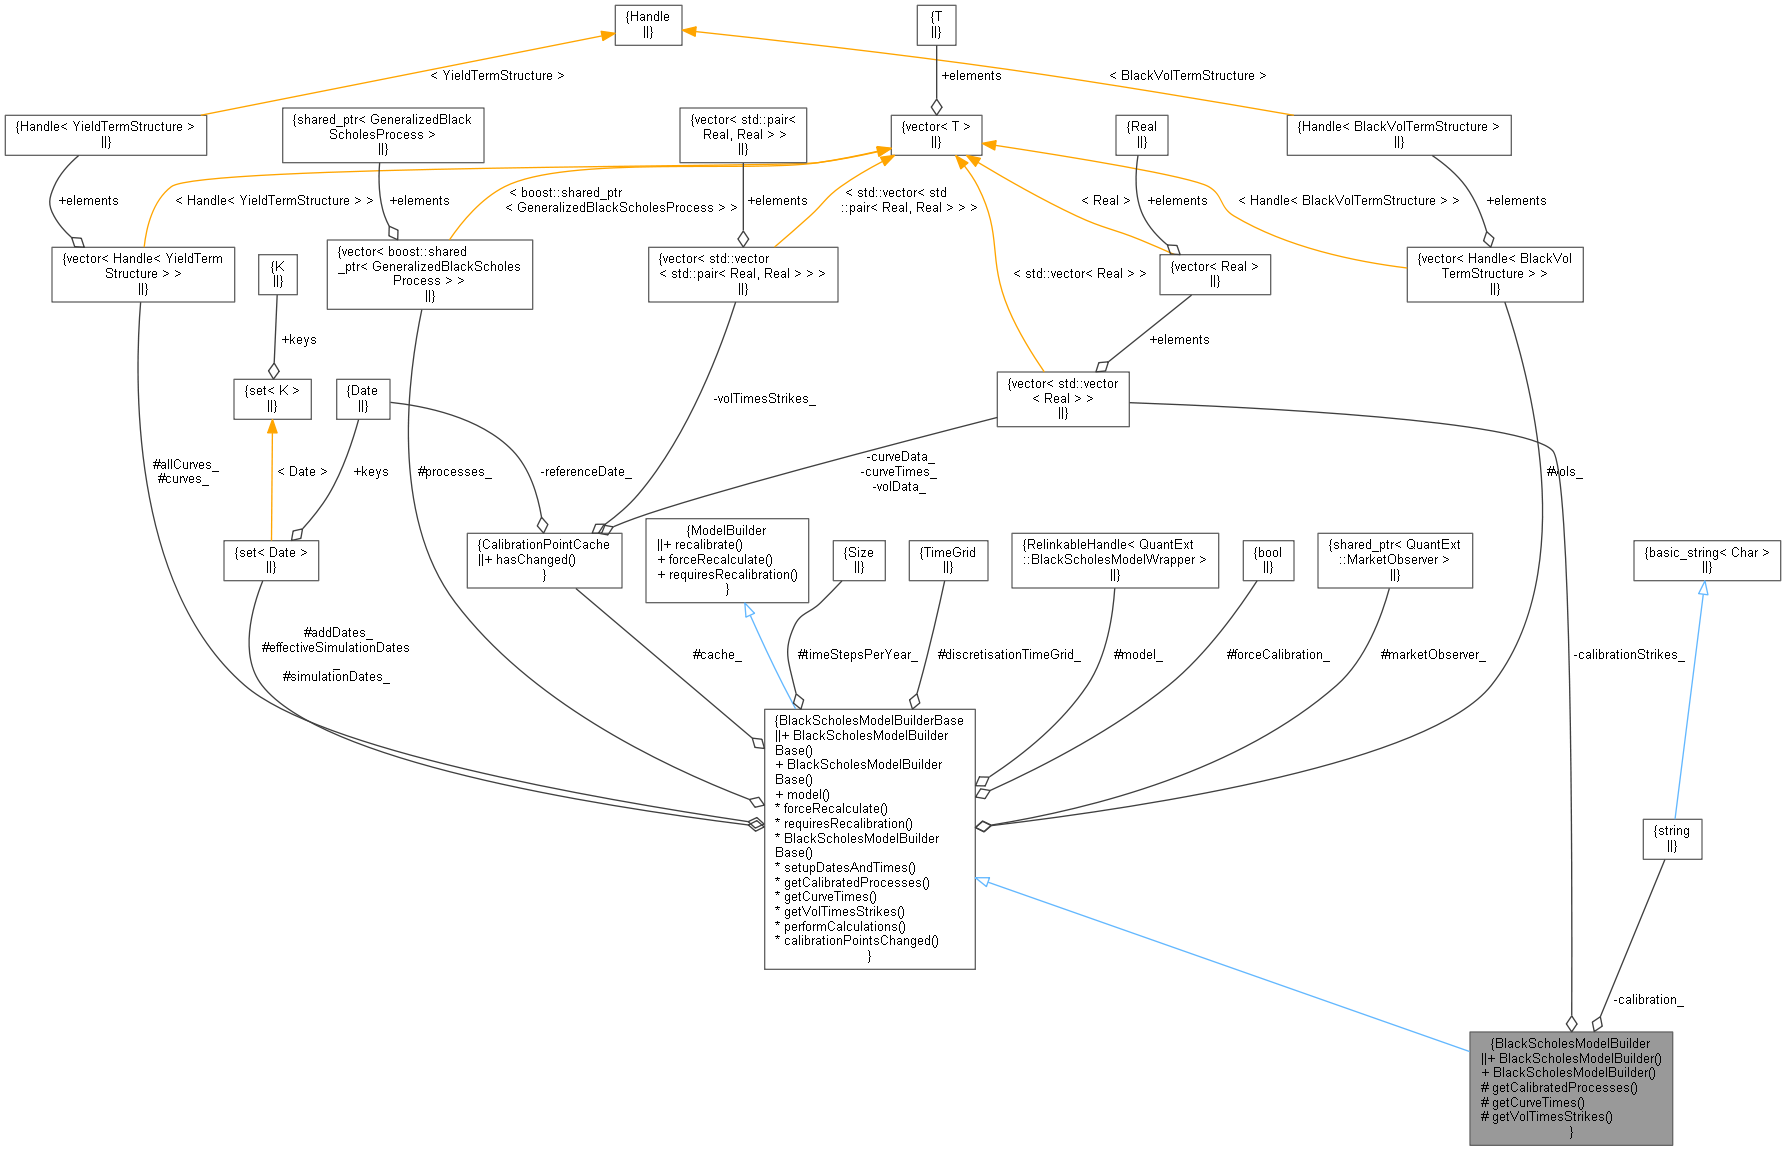 {Handle
||}
{T
||}
< YieldTermStructure >
+elements
< BlackVolTermStructure >
{Handle< YieldTermStructure >
||}
{shared_ptr< GeneralizedBlack
ScholesProcess >
||}
{vector< std::pair<
Real, Real > >
||}
{vector< T >
||}
{Real
||}
{Handle< BlackVolTermStructure >
||}
+elements
< Handle< YieldTermStructure > >
+elements
< boost::shared_ptr
< GeneralizedBlackScholesProcess > >
+elements
< std::vector< std
::pair< Real, Real > > >
< Real >
+elements
< Handle< BlackVolTermStructure > >
+elements
{vector< Handle< YieldTerm
Structure > >
||}
{K
||}
{vector< boost::shared
_ptr< GeneralizedBlackScholes
Process > >
||}
{vector< std::vector
< std::pair< Real, Real > > >
||}
< std::vector< Real > >
{vector< Real >
||}
{vector< Handle< BlackVol
TermStructure > >
||}
+keys
+elements
{set< K >
||}
{Date
||}
-volTimesStrikes_
{vector< std::vector
< Real > >
||}
#allCurves_
#curves_
< Date >
+keys
#processes_
-referenceDate_
-curveData_
-curveTimes_
-volData_
#vols_
{set< Date >
||}
{CalibrationPointCache
||+ hasChanged()
}
{ModelBuilder
||+ recalibrate()
+ forceRecalculate()
+ requiresRecalibration()
}
{Size
||}
{TimeGrid
||}
{RelinkableHandle< QuantExt
::BlackScholesModelWrapper >
||}
{bool
||}
{shared_ptr< QuantExt
::MarketObserver >
||}
{basic_string< Char >
||}
#addDates_
#effectiveSimulationDates
_
#simulationDates_
#cache_
#timeStepsPerYear_
#discretisationTimeGrid_
#model_
#forceCalibration_
#marketObserver_
-calibrationStrikes_
{BlackScholesModelBuilderBase
||+ BlackScholesModelBuilder
Base()
+ BlackScholesModelBuilder
Base()
+ model()
* forceRecalculate()
* requiresRecalibration()
* BlackScholesModelBuilder
Base()
* setupDatesAndTimes()
* getCalibratedProcesses()
* getCurveTimes()
* getVolTimesStrikes()
* performCalculations()
* calibrationPointsChanged()
}
{string
||}
-calibration_
{BlackScholesModelBuilder
||+ BlackScholesModelBuilder()
+ BlackScholesModelBuilder()
# getCalibratedProcesses()
# getCurveTimes()
# getVolTimesStrikes()
}